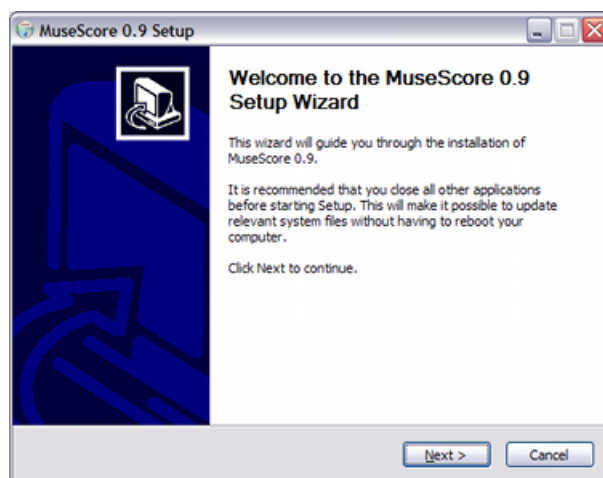 MuseScore 0.9 Setup
Welcome to the MuseScore 0.9
Setup Wizard
This wizard will guide you through the installation of
MuseScore 0.9.
It is recommended that you close all other applications
before starting Setup. This will make it possible to update
relevant system files without having to reboot your
computer.
Click Next to continue.
Next >
Cancel